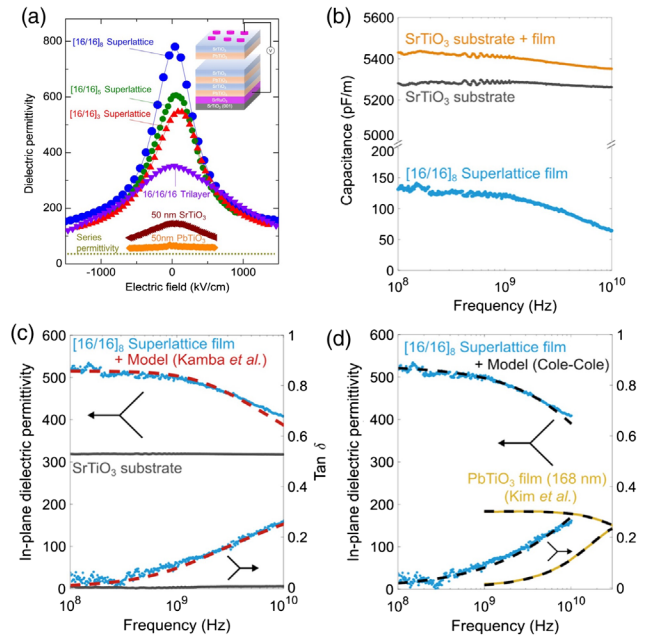 (a)
[16/16]8 Superlattice
[16/16]5 Superlattice
[16/16]3 Superlattice
16/16/16 Trilayer
50 nm SrTiO3
50nm PbTiO3
Series
permittivity
SrTiO3 (001)
V
Dielectric permittivity
800
600
400
200
0
-1000
0
1000
Electric field (kV/cm)
(b)
5600
5400
5200
5000
200
150
100
50
0
Capacitance (pF/m)
SrTiO3 substrate + film
SrTiO3 substrate
[16/16]8 Superlattice film
10^8
10^9
10^10
Frequency (Hz)
(c)
[16/16]8 Superlattice film
+ Model (Kamba et al.)
SrTiO3 substrate
In-plane dielectric permittivity
600
500
400
300
200
100
0
1
0.8
0.6
0.4
0.2
0
Tan δ
10^8
10^9
10^10
Frequency (Hz)
(d)
[16/16]8 Superlattice film
+ Model (Cole-Cole)
PbTiO3 film (168 nm)
(Kim et al.)
In-plane dielectric permittivity
600
500
400
300
200
100
0
1
0.8
0.6
0.4
0.2
0
Tan δ
10^8
10^9
10^10
Frequency (Hz)